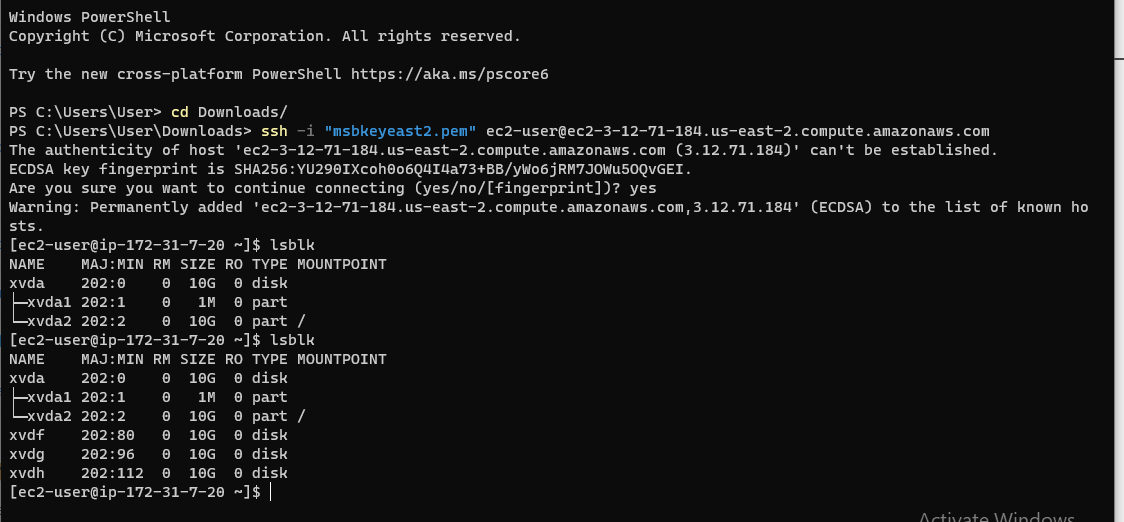 Windows PowerShell
Copyright (C) Microsoft Corporation. All rights reserved.
Try the new cross-platform PowerShell https://aka.ms/pscore6
PS C:\Users\User> cd Downloads/
PS C:\Users\User\Downloads> ssh -i "msbkeyeast2.pem" ec2-user@ec2-3-12-71-184.us-east-2.compute.amazonaws.com
The authenticity of host 'ec2-3-12-71-184.us-east-2.compute.amazonaws.com (3.12.71.184)' can't be established.
ECDSA key fingerprint is SHA256:YU290IXcoh0o6Q4I4a73+BB/yWo6jRM7JOWu5OQvGEI.
Are you sure you want to continue connecting (yes/no/[fingerprint])? yes
Warning: Permanently added 'ec2-3-12-71-184.us-east-2.compute.amazonaws.com,3.12.71.184' (ECDSA) to the list of known ho
sts.
[ec2-user@ip-172-31-7-20 ~]$ lsblk
NAME    MAJ:MIN RM SIZE RO TYPE MOUNTPOINT
xvda    202:0    0  10G  0 disk
├─xvda1 202:1    0   1M  0 part
└─xvda2 202:2    0  10G  0 part /
[ec2-user@ip-172-31-7-20 ~]$ lsblk
NAME    MAJ:MIN RM SIZE RO TYPE MOUNTPOINT
xvda    202:0    0  10G  0 disk
├─xvda1 202:1    0   1M  0 part
└─xvda2 202:2    0  10G  0 part /
xvdf    202:80   0  10G  0 disk
xvdg    202:96   0  10G  0 disk
xvdh    202:112  0  10G  0 disk
[ec2-user@ip-172-31-7-20 ~]$
Activate Windows